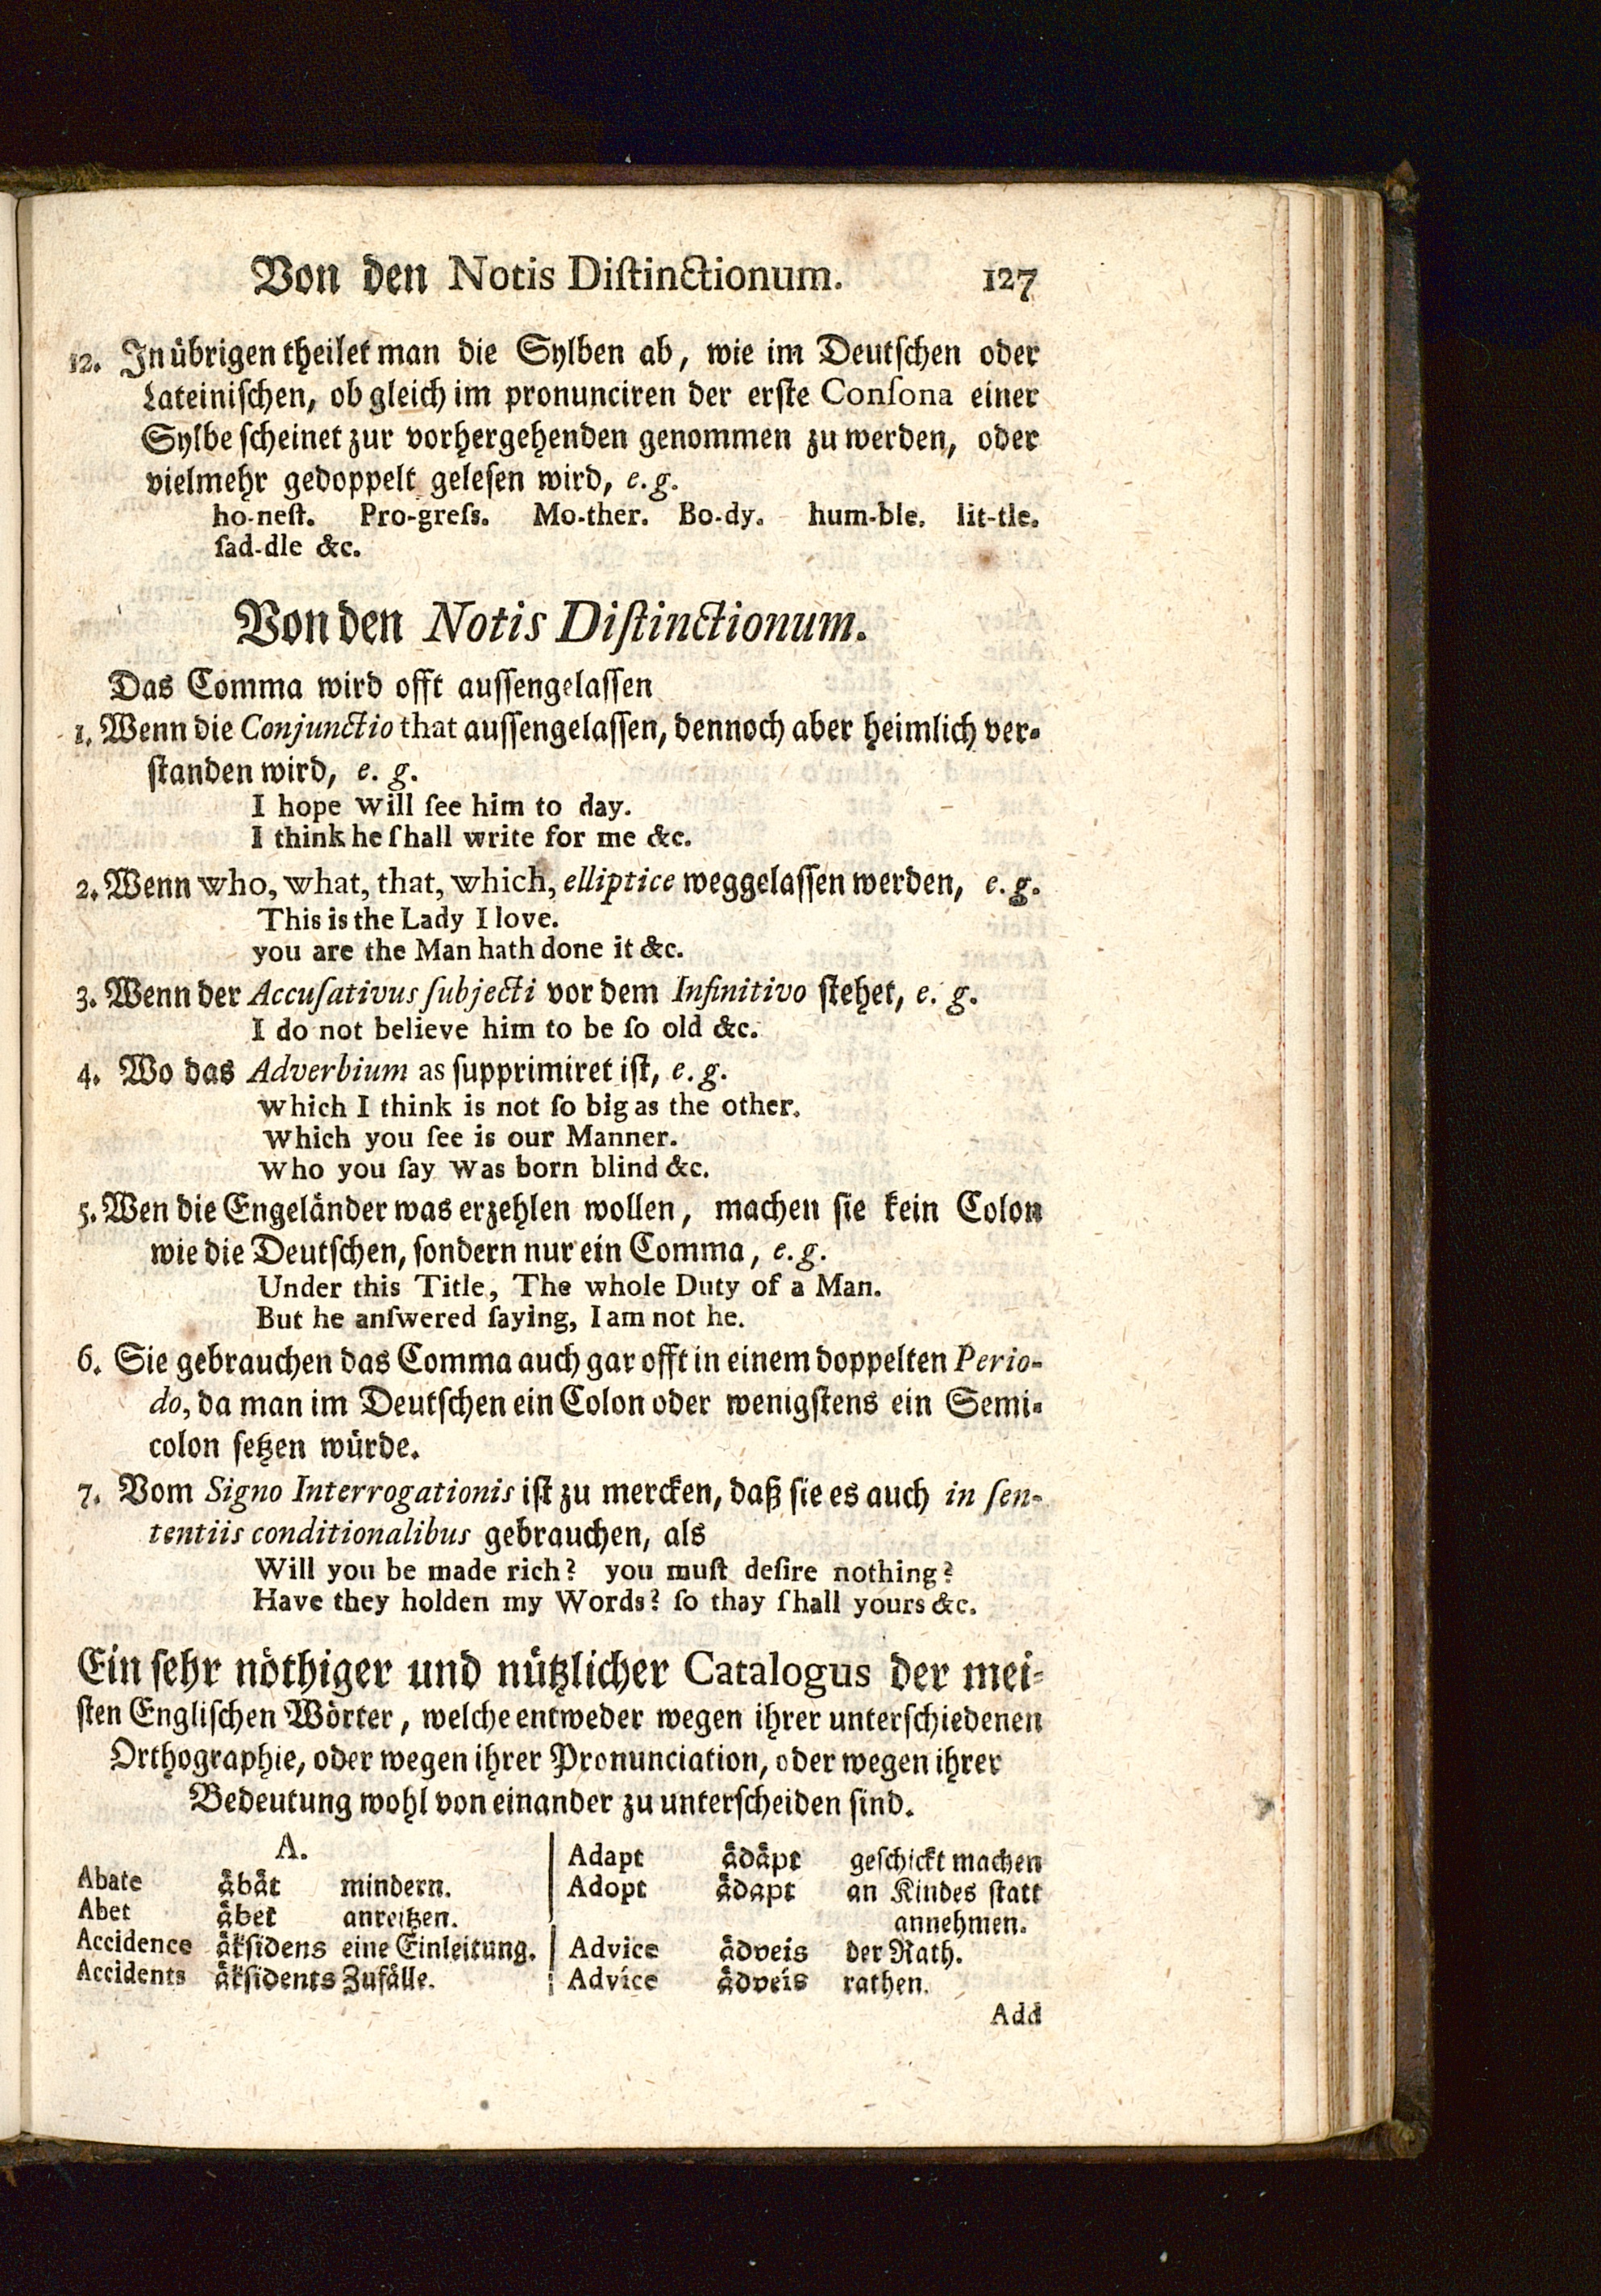 Von den Notis Diſtinctionum. 127
12. In übrigen theilet man die Sylben ab, wie im Deutſchen oder
Lateiniſchen, ob gleich im pronunciren der erſte Conſona einer
Sylbe ſcheinet zur vorhergehenden genommen zu werden, oder
vielmehr gedoppelt geleſen wird, e. g.
ho-neſt. Pro-greſs. Mo-ther. Bo-dy. hum-ble. lit-tle.
ſad-dle &c.
Von den Notis Diſtinctionum.
Das Comma wird offt auſſengelaſſen
1. Wenn die Conjunctio that auſſengelaſſen, dennoch aber heimlich ver-
ſtanden wird, e. g.
I hope will ſee him to day.
I think he ſhall write for me &c.
2. Wenn who, what, that, which, elliptice weggelaſſen werden, e. g.
This is the Lady I love.
you are the Man hath done it &c.
3. Wenn der Accuſativus ſubjecti vor dem Infinitivo ſtehet, e. g.
I do not believe him to be ſo old &c.
4. Wo das Adverbium as ſupprimiret iſt, e. g.
which I think is not ſo big as the other.
which you ſee is our Manner.
who you ſay was born blind &c.
5. Wen die Engeländer was erzehlen wollen, machen ſie kein Colon
wie die Deutſchen, ſondern nur ein Comma, e. g.
Under this Title, The whole Duty of a Man.
But he anſwered ſaying, I am not he.
6. Sie gebrauchen das Comma auch gar offt in einem doppelten Perio-
do, da man im Deutſchen ein Colon oder wenigſtens ein Semi-
colon ſetzen würde.
7. Vom Signo Interrogationis iſt zu mercken, daß ſie es auch in ſen-
tentiis conditionalibus gebrauchen, als
Will you be made rich? you muſt deſire nothing?
Have they holden my Words? ſo thay ſhall yours &c.
Ein ſehr nöthiger und nützlicher Catalogus der mei-
ſten Engliſchen Wörter, welche entweder wegen ihrer unterſchiedenen
Orthographie, oder wegen ihrer Pronunciation, oder wegen ihrer
Bedeutung wohl von einander zu unterſcheiden ſind.
A.
Abate äbät mindern.
Abet äbet anreitzen.
Accidence äkſidens eine Einleitung.
Accidents äkſidents Zufälle.
Adapt ädäpt geſchickt machen
Adopt ädapt an Kindes ſtatt
annehmen.
Advice ädveis der Rath.
Advíce ädveís rathen.
Add